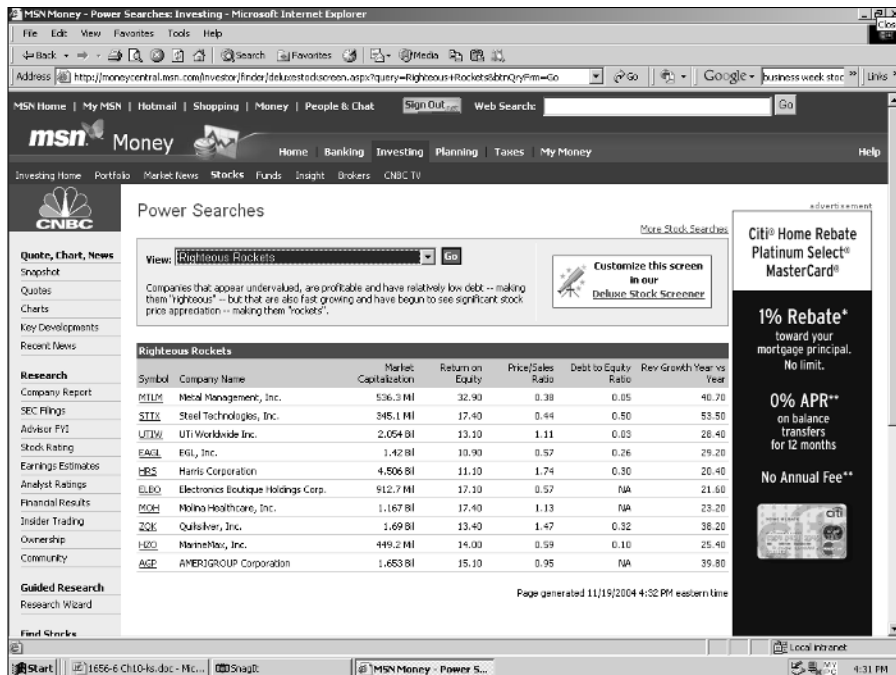 MSN Money - Power Searches: Investing - Microsoft Internet Explorer
Clos
File Edit View Favorites Tools Help
Back Search Favorites Media
Address http://moneycentral.msn.com/investor/finder/deluxestockscreen.aspx?query=Righteous+Rockets&btnQryFrm=Go Go Google business week stoc Links
MSN Home | My MSN | Hotmail | Shopping | Money | People & Chat Sign Out .net Web Search: Go
msn Money
Home Banking Investing Planning Taxes My Money Help
Investing Home Portfolio Market News Stocks Funds Insight Brokers CNBC TV
CNBC
Quote, Chart, News
Snapshot
Quotes
Charts
Key Developments
Recent News
Research
Company Report
SEC Filings
Advisor FYI
Stock Rating
Earnings Estimates
Analyst Ratings
Financial Results
Insider Trading
Ownership
Community
Guided Research
Research Wizard
Find Stocks
Power Searches
More Stock Searches
View: Righteous Rockets Go
Companies that appear undervalued, are profitable and have relatively low debt -- making
them "righteous" -- but that are also fast growing and have begun to see significant stock
price appreciation -- making them "rockets".
Customize this screen
in our
Deluxe Stock Screener
Righteous Rockets
Symbol Company Name Market Capitalization Return on Equity Price/Sales Ratio Debt to Equity Ratio Rev Growth Year vs Year
MTLM Metal Management, Inc. 536.3 Mil 32.90 0.38 0.05 40.70
STTX Steel Technologies, Inc. 345.1 Mil 17.40 0.44 0.50 53.50
UTIW UTi Worldwide Inc. 2.054 Bil 13.10 1.11 0.03 28.40
EAGL EGL, Inc. 1.42 Bil 10.90 0.57 0.26 29.20
HRS Harris Corporation 4.506 Bil 11.10 1.74 0.30 20.40
ELBO Electronics Boutique Holdings Corp. 912.7 Mil 17.10 0.57 NA 21.60
MOH Molina Healthcare, Inc. 1.167 Bil 17.40 1.13 NA 23.20
ZQK Quiksilver, Inc. 1.69 Bil 13.40 1.47 0.32 38.20
HZO MarineMax, Inc. 449.2 Mil 14.00 0.59 0.10 25.40
AGP AMERIGROUP Corporation 1.653 Bil 15.10 0.95 NA 39.80
Page generated 11/19/2004 4:32 PM eastern time
advertisement
Citi® Home Rebate
Platinum Select®
MasterCard®
1% Rebate*
toward your
mortgage principal.
No limit.
0% APR**
on balance
transfers
for 12 months
No Annual Fee**
citi
Local intranet
Start 1656-6 Ch10-ks.doc - Mic... SnagIt MSN Money - Power S... 4:31 PM